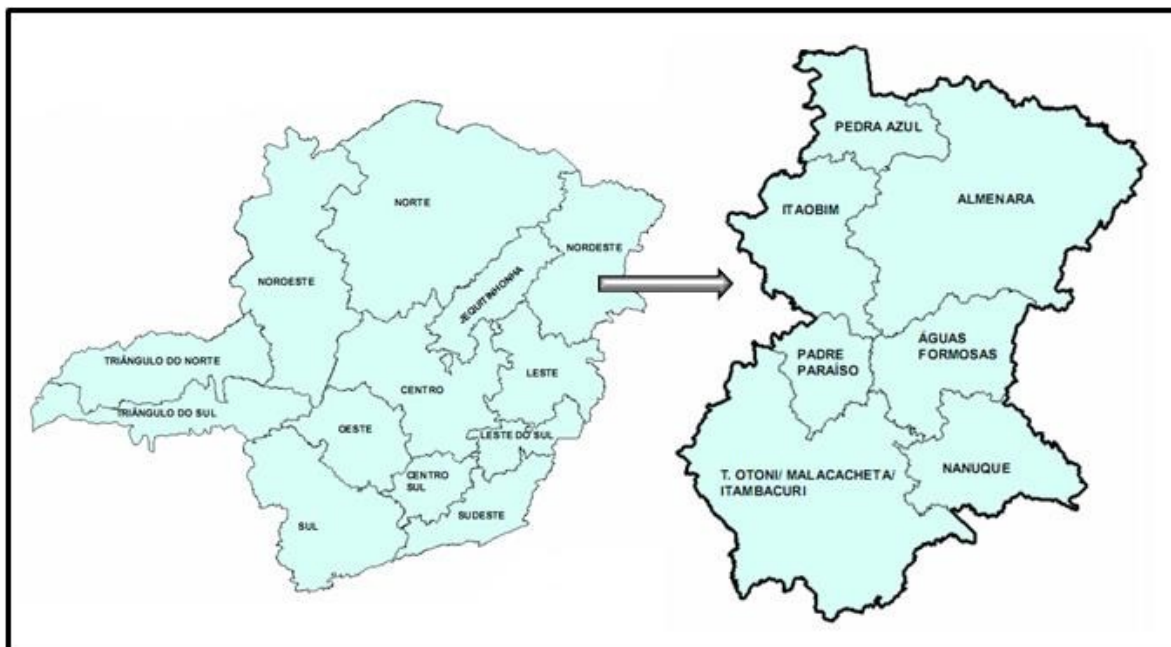 NORTE
NORDESTE
JEQUITINHONHA
NOROESTE
TRIÂNGULO DO NORTE
TRIÂNGULO DO SUL
CENTRO
LESTE
OESTE
LESTE DO SUL
CENTRO
SUL
SUDESTE
SUL
PEDRA AZUL
ITAOBIM
ALMENARA
PADRE
PARAÍSO
ÁGUAS
FORMOSAS
T. OTONI/ MALACACHETA/
ITAMBACURI
NANUQUE